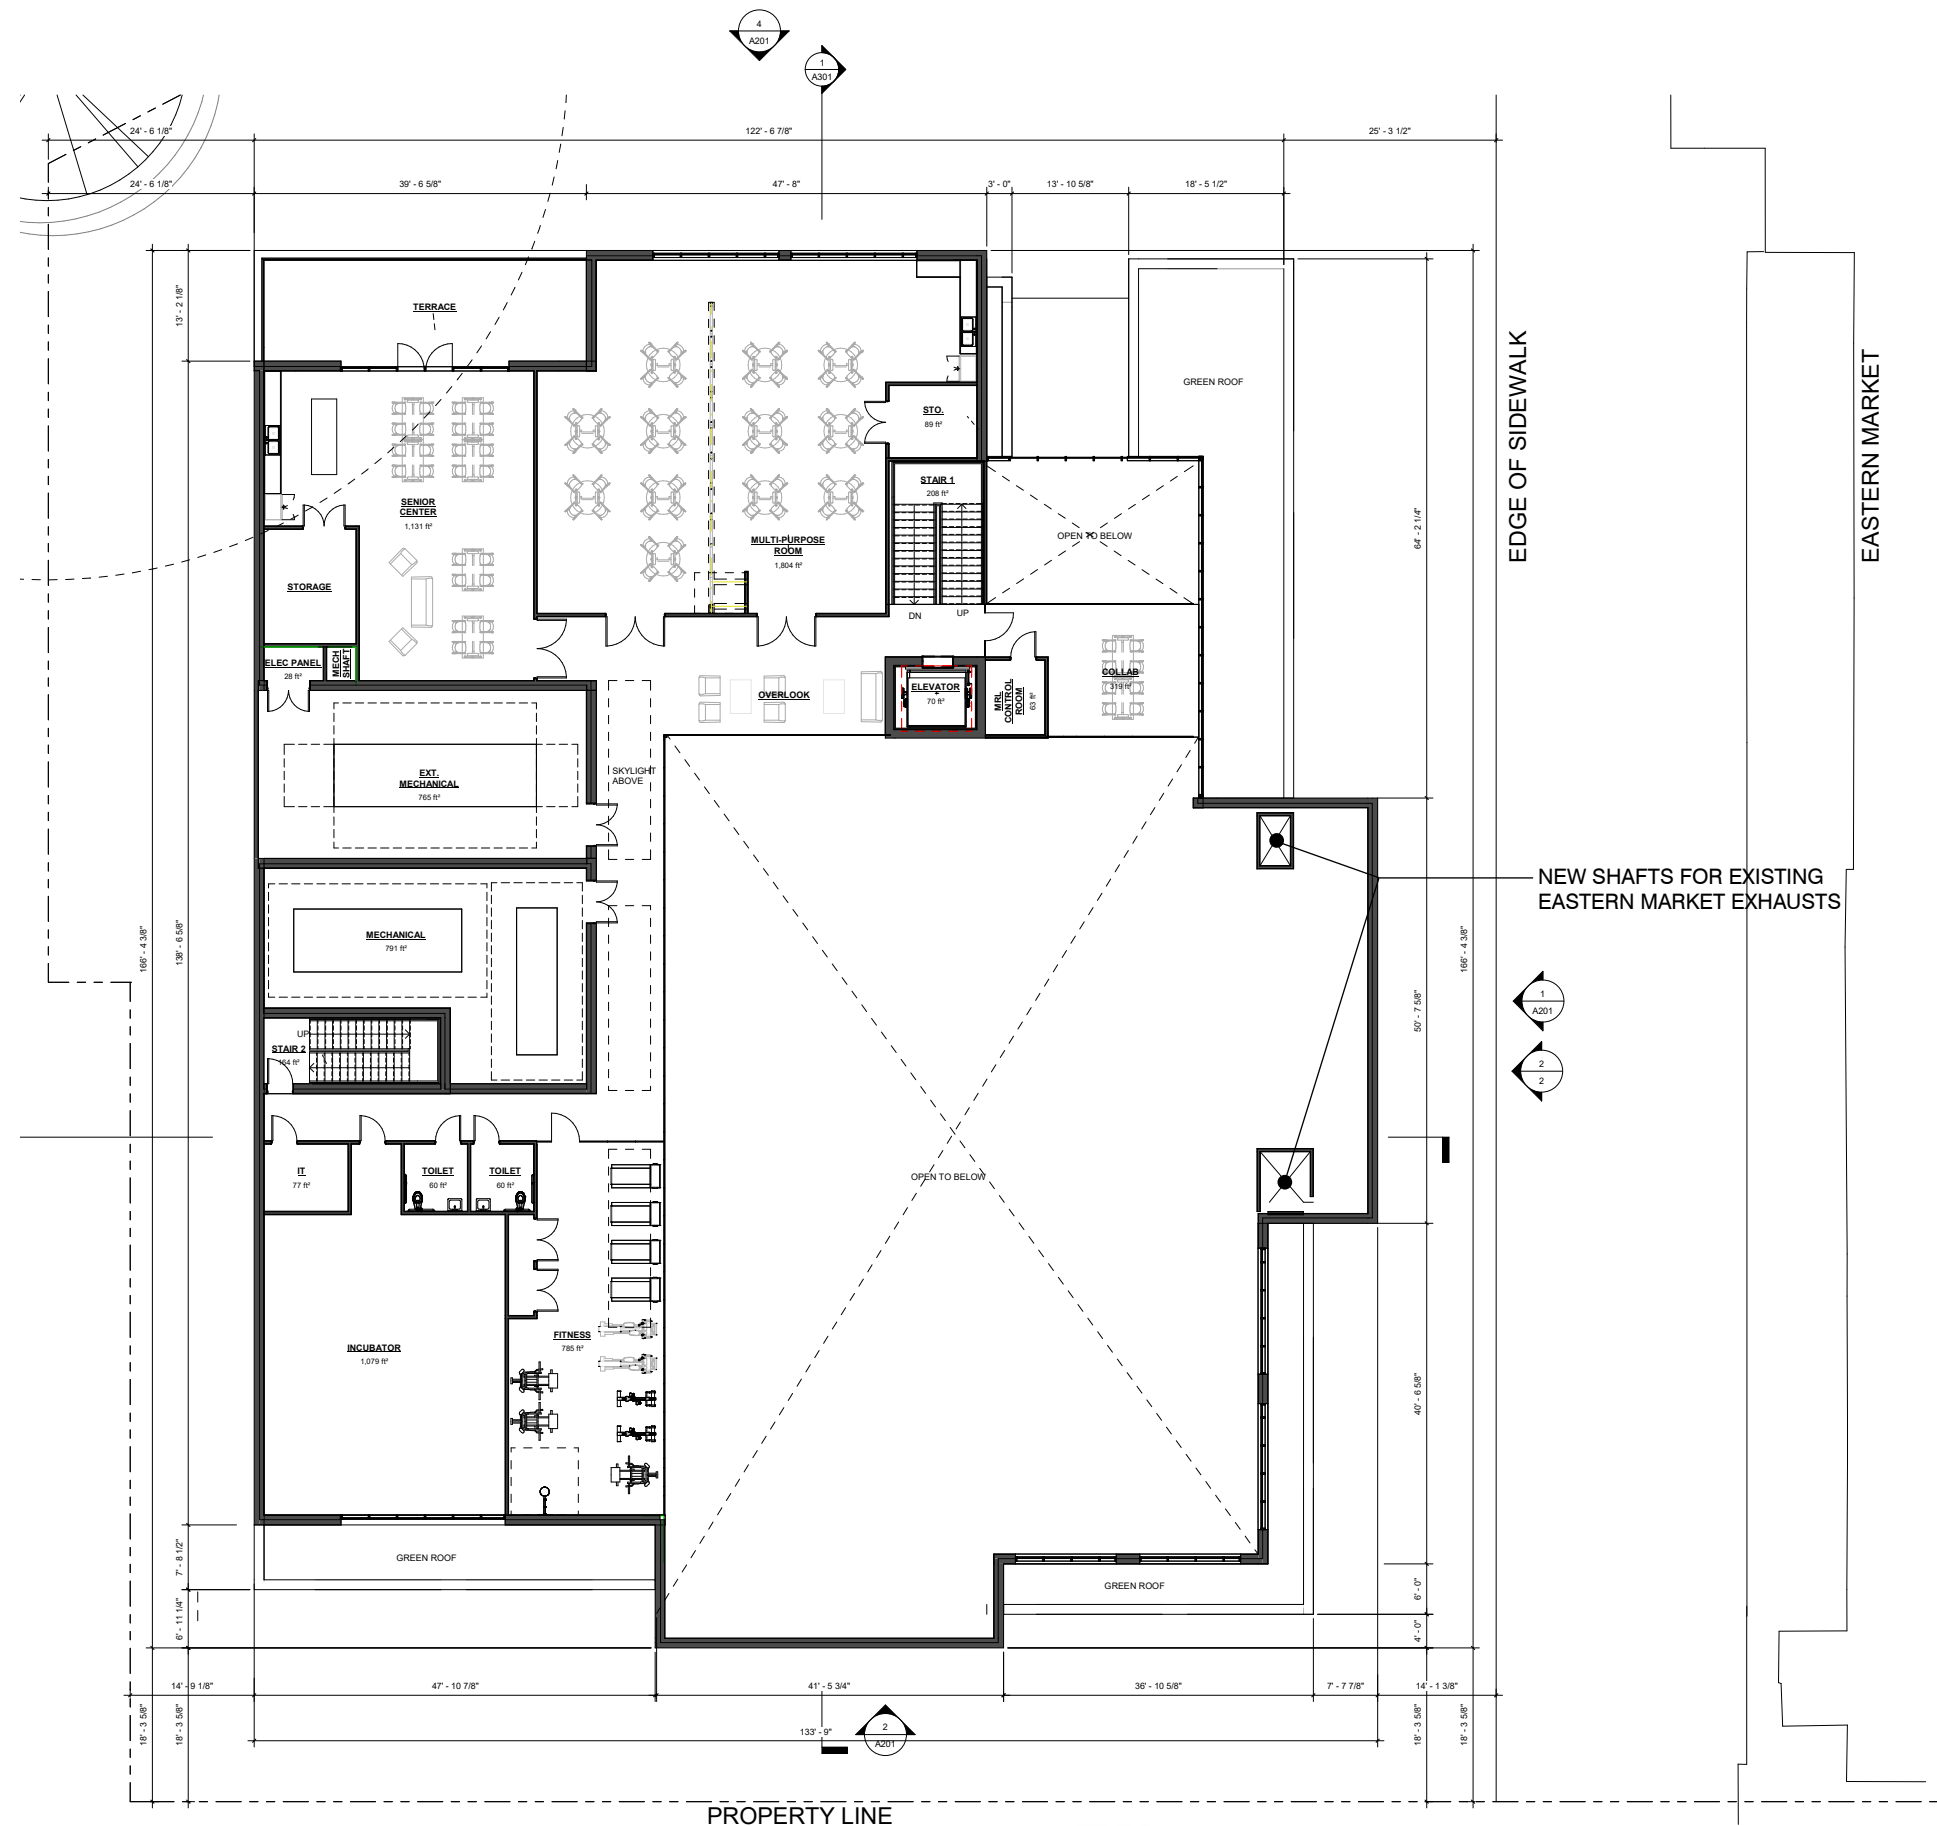 4
A201
1
A301
24' - 6 1/8"
122' - 6 7/8"
25' - 3 1/2"
24' - 6 1/8"
39' - 6 5/8"
47' - 8"
3' - 0"
13' - 10 5/8"
18' - 5 1/2"
13' - 2 1/8"
TERRACE
GREEN ROOF
EDGE OF SIDEWALK
EASTERN MARKET
STO.
89 ft²
STAIR 1
208 ft²
SENIOR
CENTER
1,131 ft²
MULTI-PURPOSE
ROOM
1,804 ft²
OPEN TO BELOW
64' - 2 1/4"
STORAGE
DN
UP
ELEC PANEL
28 ft²
MECH
SHAFT
OVERLOOK
ELEVATOR
70 ft²
MRL
CONTROL
ROOM
63 ft²
COLLAB
319 ft²
EXT.
MECHANICAL
765 ft²
SKYLIGHT
ABOVE
NEW SHAFTS FOR EXISTING
EASTERN MARKET EXHAUSTS
166' - 4 3/8"
138' - 6 5/8"
MECHANICAL
791 ft²
166' - 4 3/8"
50' - 7 5/8"
1
A201
2
2
UP
STAIR 2
164 ft²
IT
77 ft²
TOILET
60 ft²
TOILET
60 ft²
OPEN TO BELOW
INCUBATOR
1,079 ft²
FITNESS
785 ft²
40' - 6 5/8"
7' - 8 1/2"
GREEN ROOF
GREEN ROOF
6' - 0"
6' - 11 1/4"
4' - 0"
14' - 9 1/8"
47' - 10 7/8"
41' - 5 3/4"
36' - 10 5/8"
7' - 7 7/8"
14' - 1 3/8"
18' - 3 5/8"
18' - 3 5/8"
133' - 9"
2
A201
18' - 3 5/8"
18' - 3 5/8"
PROPERTY LINE